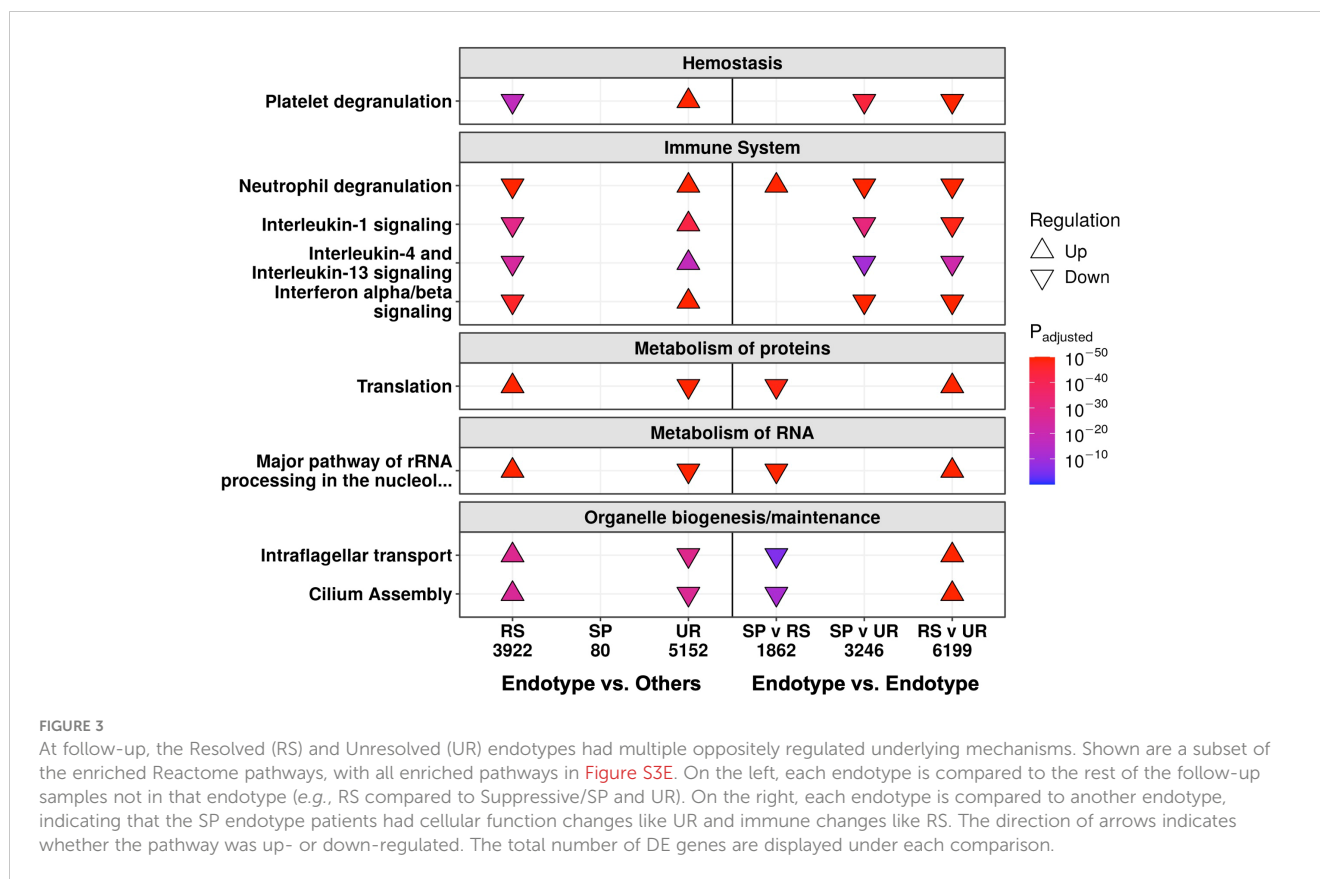 Hemostasis
Platelet degranulation
Immune System
Neutrophil degranulation
Interleukin-1 signaling
Interleukin-4 and
Interleukin-13 signaling
Interferon alpha/beta
signaling
Metabolism of proteins
Translation
Metabolism of RNA
Major pathway of rRNA
processing in the nucleol...
Organelle biogenesis/maintenance
Intraflagellar transport
Cilium Assembly
RS SP UR SP v RS SP v UR RS v UR
3922 80 5152 1862 3246 6199
Endotype vs. Others Endotype vs. Endotype
Regulation
Up
Down
P adjusted
10−50
10−40
10−30
10−20
10−10
FIGURE 3
At follow-up, the Resolved (RS) and Unresolved (UR) endotypes had multiple oppositely regulated underlying mechanisms. Shown are a subset of
the enriched Reactome pathways, with all enriched pathways in Figure S3E. On the left, each endotype is compared to the rest of the follow-up
samples not in that endotype (e.g., RS compared to Suppressive/SP and UR). On the right, each endotype is compared to another endotype,
indicating that the SP endotype patients had cellular function changes like UR and immune changes like RS. The direction of arrows indicates
whether the pathway was up- or down-regulated. The total number of DE genes are displayed under each comparison.